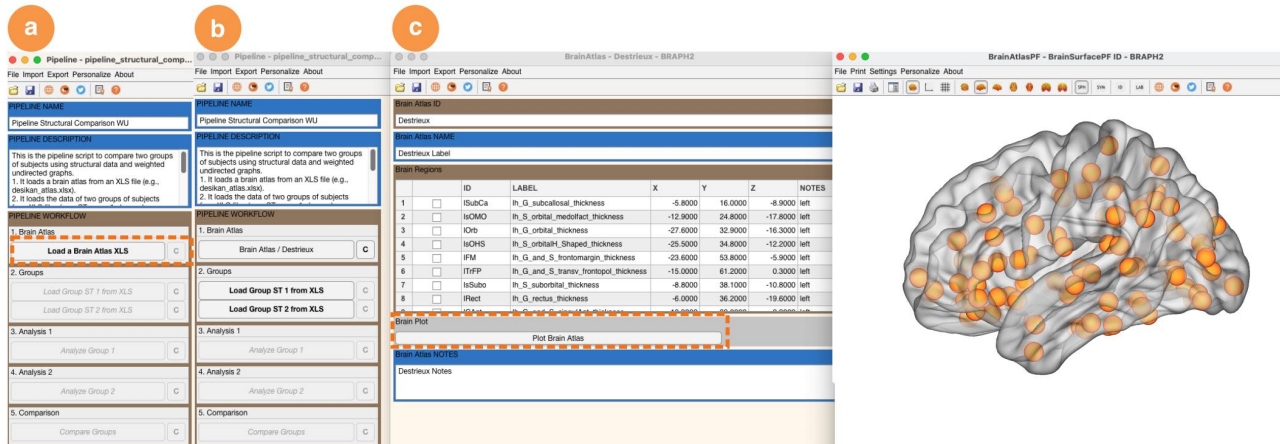 a
Pipeline - pipeline_structural_comp...
File Import Export Personalize About
PIPELINE NAME
Pipeline Structural Comparison WU
PIPELINE DESCRIPTION
This is the pipeline script to compare two groups
of subjects using structural data and weighted
undirected graphs.
1. It loads a brain atlas from an XLS file (e.g.,
desikan_atlas.xlsx).
2. It loads the data of two groups of subjects
PIPELINE WORKFLOW
1. Brain Atlas
Load a Brain Atlas XLS C
2. Groups
Load Group ST 1 from XLS C
Load Group ST 2 from XLS C
3. Analysis 1
Analyze Group 1 C
4. Analysis 2
Analyze Group 2 C
5. Comparison
Compare Groups C
b
Pipeline - pipeline_structural_comp...
File Import Export Personalize About
PIPELINE NAME
Pipeline Structural Comparison WU
PIPELINE DESCRIPTION
This is the pipeline script to compare two groups
of subjects using structural data and weighted
undirected graphs.
1. It loads a brain atlas from an XLS file (e.g.,
desikan_atlas.xlsx).
2. It loads the data of two groups of subjects
PIPELINE WORKFLOW
1. Brain Atlas
Brain Atlas / Destrieux C
2. Groups
Load Group ST 1 from XLS C
Load Group ST 2 from XLS C
3. Analysis 1
Analyze Group 1 C
4. Analysis 2
Analyze Group 2 C
5. Comparison
Compare Groups C
c
BrainAtlas - Destrieux - BRAPH2
File Import Export Personalize About
Brain Atlas ID
Destrieux
Brain Atlas NAME
Destrieux Label
Brain Regions
ID LABEL X Y Z NOTES
1 lSubCa lh_G_subcallosal_thickness -5.8000 16.0000 -8.9000 left
2 lsOMO lh_S_orbital_medolfact_thickness -12.9000 24.8000 -17.8000 left
3 lOrb lh_G_orbital_thickness -27.6000 32.9000 -16.3000 left
4 lsOHS lh_S_orbitalH_Shaped_thickness -25.5000 34.8000 -12.2000 left
5 lFM lh_G_and_S_frontomargin_thickness -23.6000 53.8000 -5.9000 left
6 lTrFP lh_G_and_S_transv_frontopol_thickness -15.0000 61.2000 0.3000 left
7 lsSubo lh_S_suborbital_thickness -8.8000 38.1000 -10.8000 left
8 lRect lh_G_rectus_thickness -6.0000 36.2000 -19.6000 left
Brain Plot
Plot Brain Atlas
Brain Atlas NOTES
Destrieux Notes
BrainAtlasPF - BrainSurfacePF ID - BRAPH2
File Print Settings Personalize About
SPH SYM ID LAB